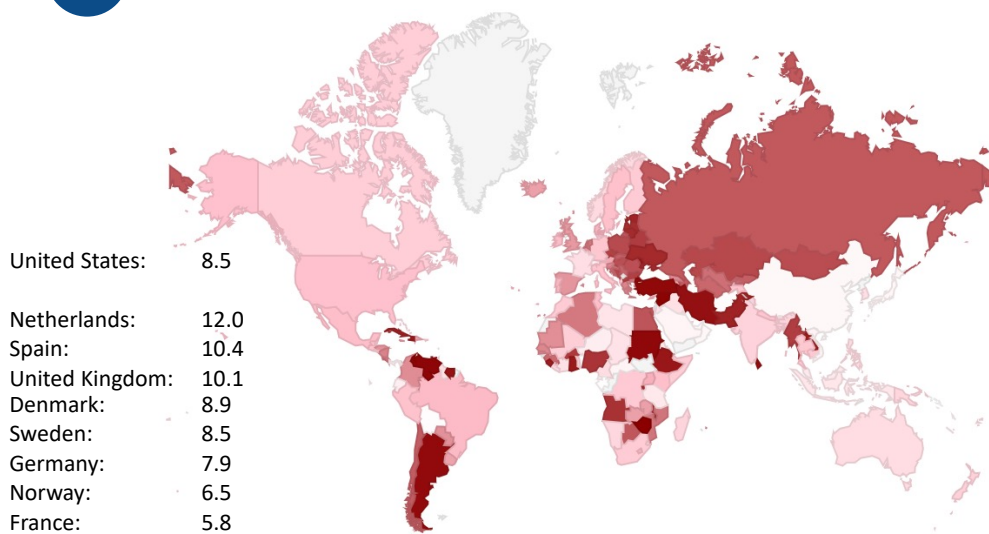 United States: 8.5
Netherlands: 12.0
Spain: 10.4
United Kingdom: 10.1
Denmark: 8.9
Sweden: 8.5
Germany: 7.9
Norway: 6.5
France: 5.8